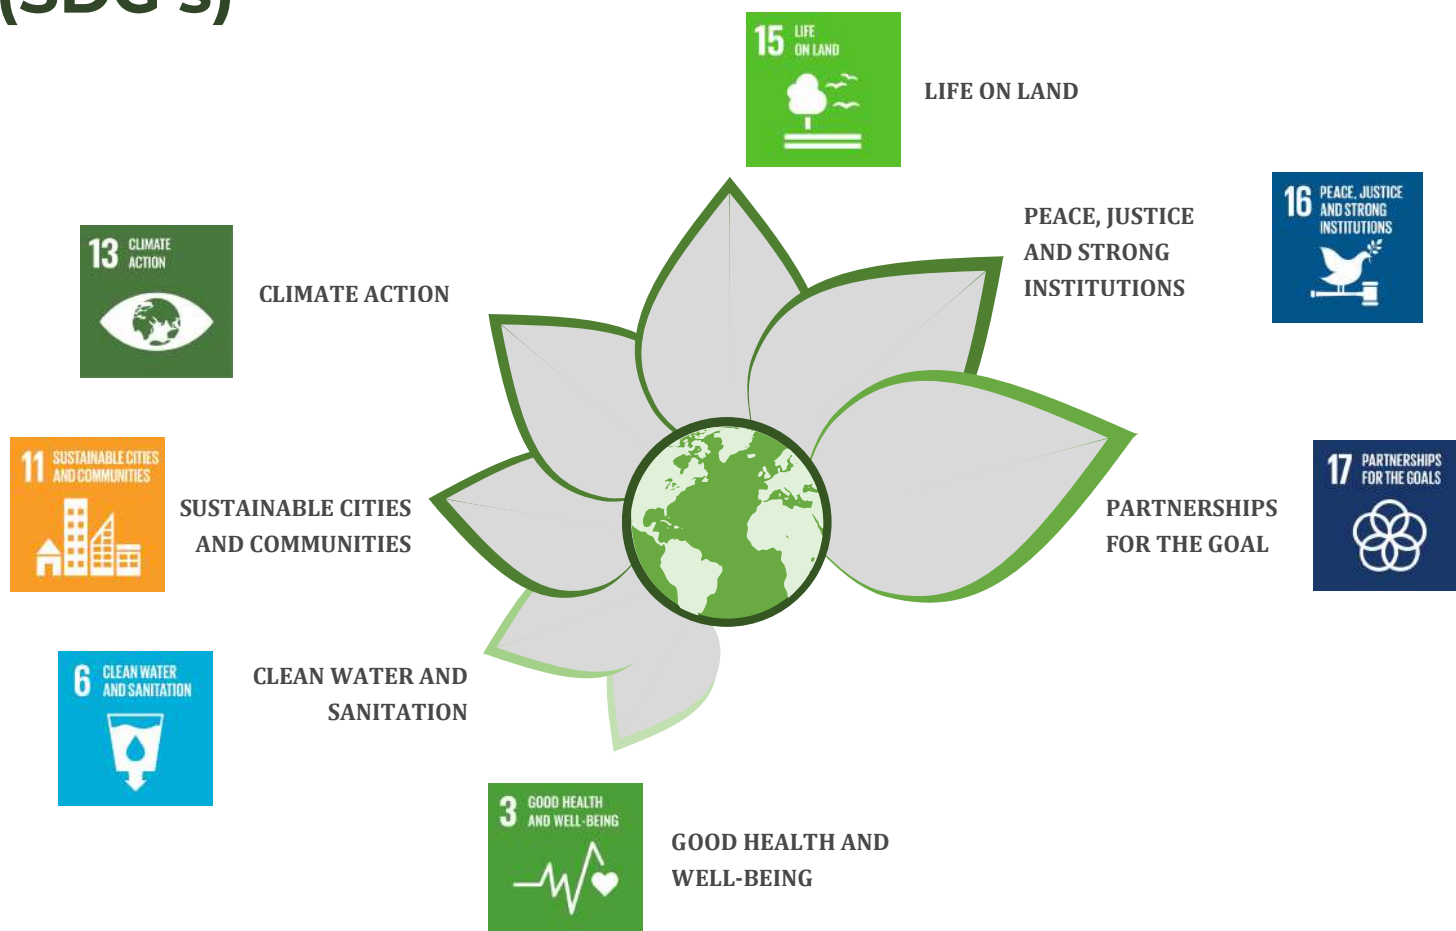 (SDG's)
15 LIFE
ON LAND
LIFE ON LAND
16 PEACE, JUSTICE
AND STRONG
INSTITUTIONS
PEACE, JUSTICE
AND STRONG
INSTITUTIONS
13 CLIMATE
ACTION
CLIMATE ACTION
11 SUSTAINABLE CITIES
AND COMMUNITIES
SUSTAINABLE CITIES
AND COMMUNITIES
17 PARTNERSHIPS
FOR THE GOALS
PARTNERSHIPS
FOR THE GOAL
6 CLEAN WATER
AND SANITATION
CLEAN WATER AND
SANITATION
3 GOOD HEALTH
AND WELL-BEING
GOOD HEALTH AND
WELL-BEING